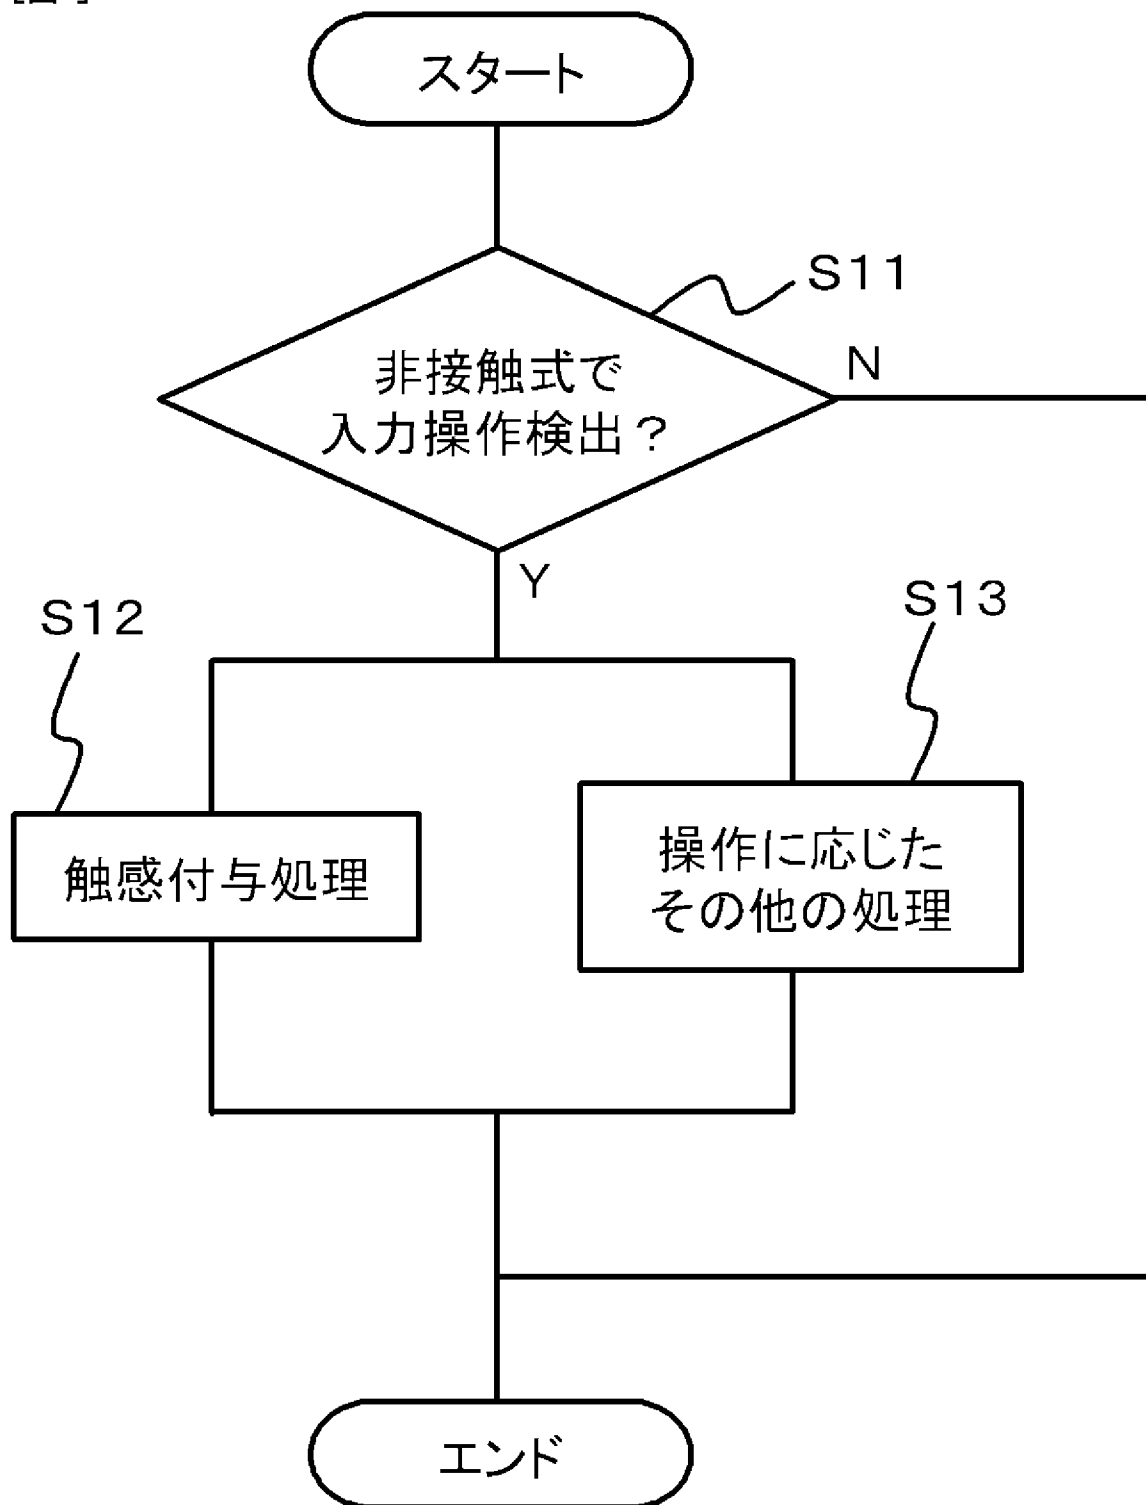 スタート
S11
非接触式で
入力操作検出？
N
Y
S12
S13
触感付与処理
操作に応じた
その他の処理
エンド